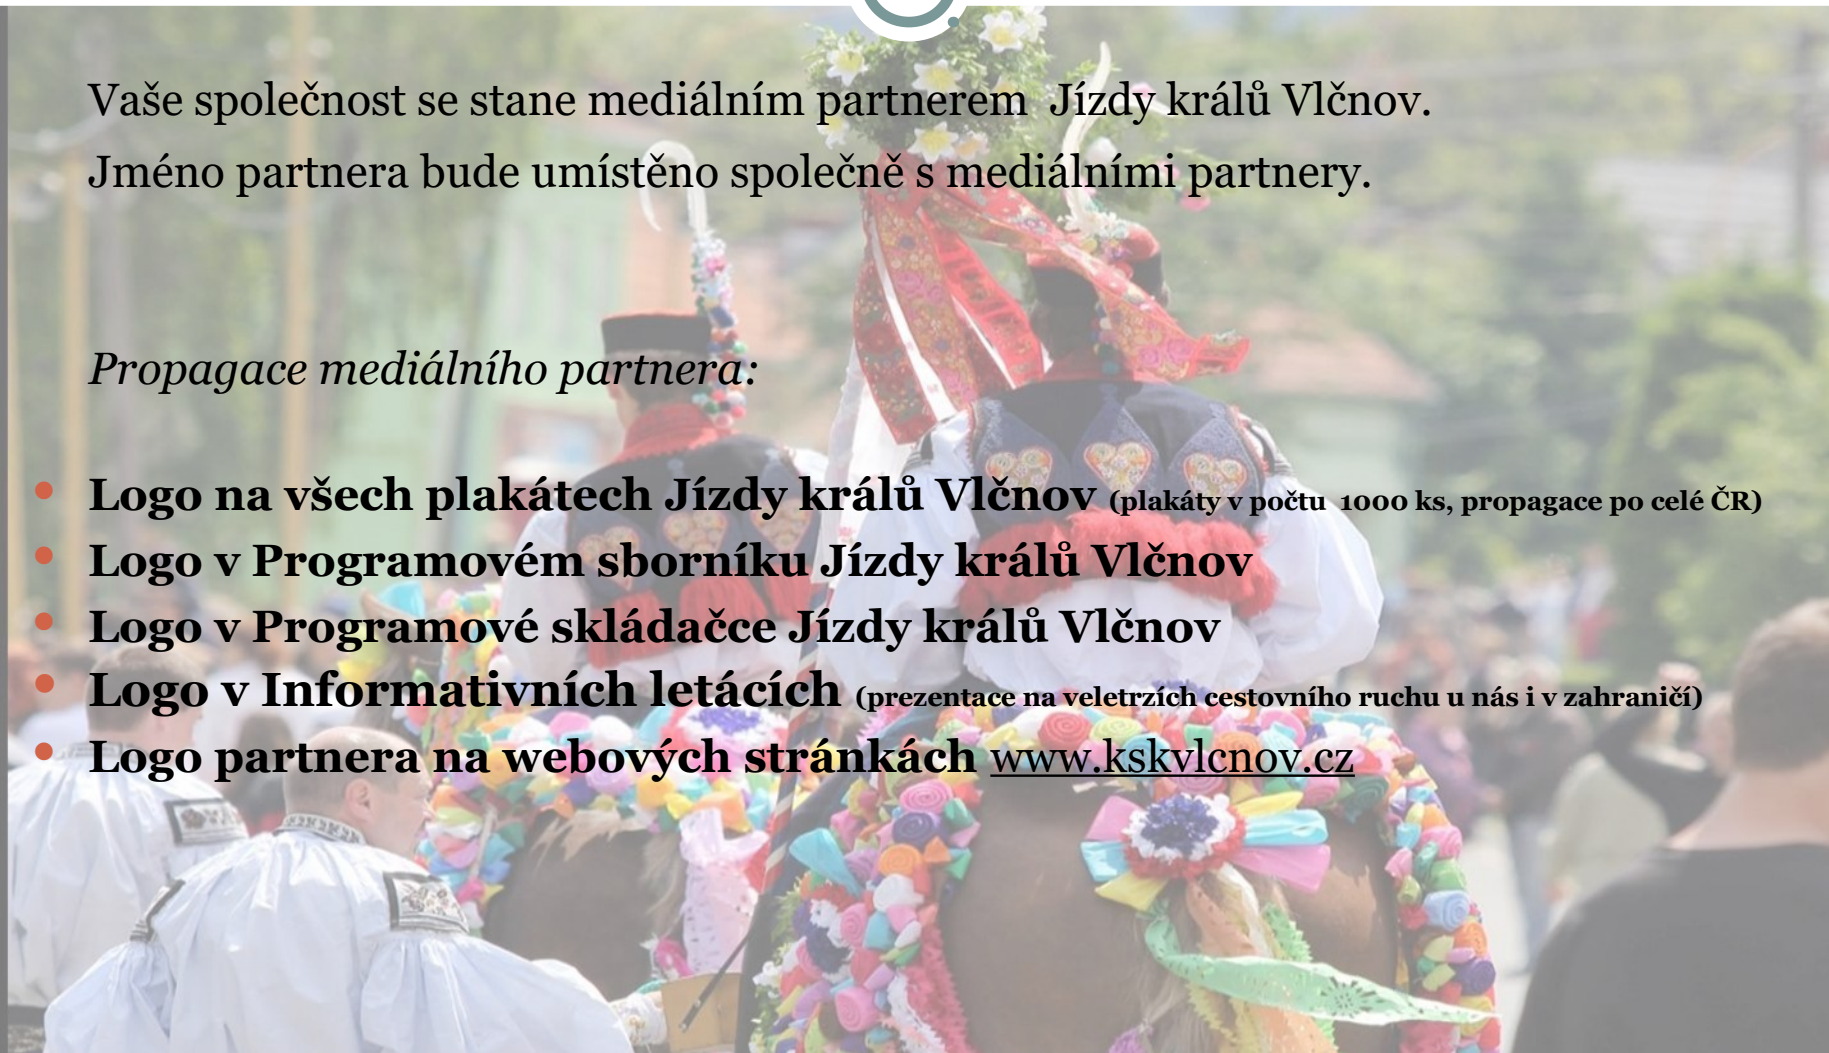 Vaše společnost se stane mediálním partnerem Jízdy králů Vlčnov.
Jméno partnera bude umístěno společně s mediálními partnery.
Propagace mediálního partnera:
• Logo na všech plakátech Jízdy králů Vlčnov (plakáty v počtu 1000 ks, propagace po celé ČR)
• Logo v Programovém sborníku Jízdy králů Vlčnov
• Logo v Programové skládačce Jízdy králů Vlčnov
• Logo v Informativních letácích (prezentace na veletrzích cestovního ruchu u nás i v zahraničí)
• Logo partnera na webových stránkách www.kskvlcnov.cz